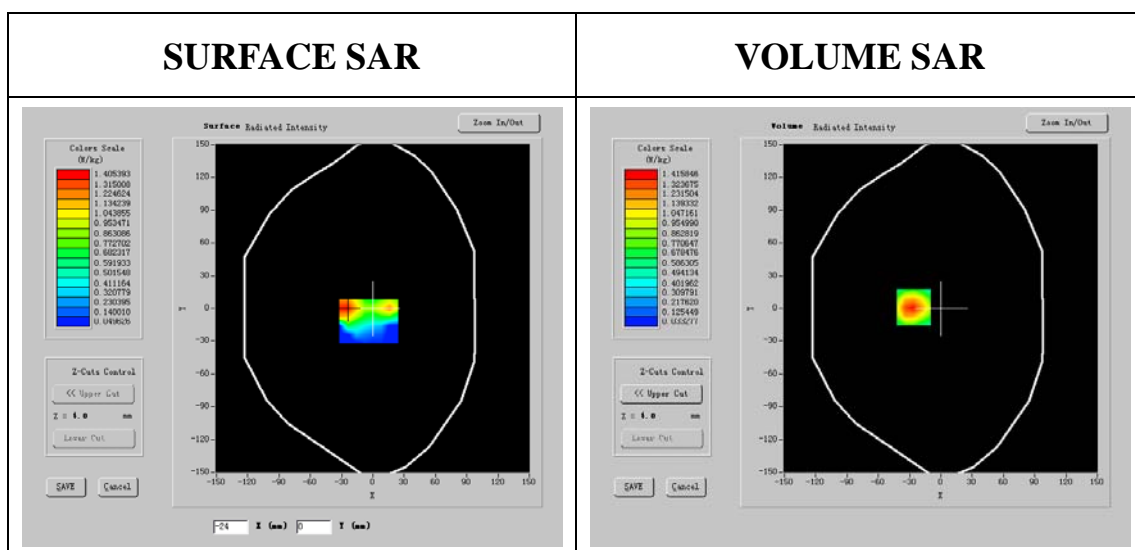 SURFACE SAR
VOLUME SAR
Surface Radiated Intensity
Zoom In/Out
Colors Scale
(W/kg)
1.405393
1.315008
1.224624
1.134239
1.043855
0.953471
0.863086
0.772702
0.682317
0.591933
0.501548
0.411164
0.320779
0.230395
0.140010
0.049626
150
90
60
30
0
-30
-60
-90
-120
-150
Y
-150 -120 -90 -60 -30 0 30 60 90 120 150
X
Z-Cuts Control
<< Upper Cut
Z = 4.0 mm
Lower Cut
SAVE Cancel
-24 X (mm) 0 Y (mm)
Volume Radiated Intensity
Zoom In/Out
Colors Scale
(W/kg)
1.415846
1.323675
1.231504
1.139332
1.047161
0.954990
0.862819
0.770647
0.678476
0.586305
0.494134
0.401962
0.309791
0.217620
0.125449
0.033277
150
90
60
30
0
-30
-60
-90
-120
-150
Y
-150 -120 -90 -60 -30 0 30 60 90 120 150
X
Z-Cuts Control
<< Upper Cut
Z = 4.0 mm
Lower Cut
SAVE Cancel